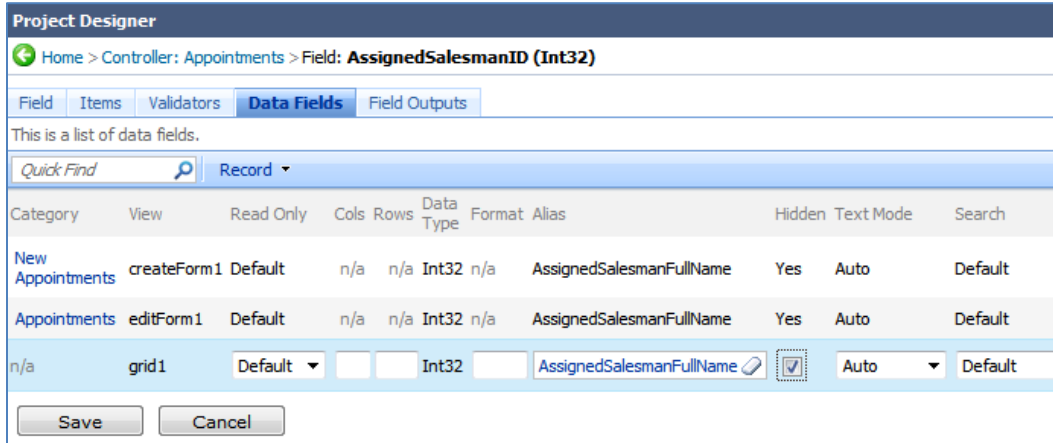 Project Designer
Home > Controller: Appointments > Field: AssignedSalesmanID (Int32)
Field Items Validators Data Fields Field Outputs
This is a list of data fields.
Quick Find Record
Category View Read Only Cols Rows Data Type Format Alias Hidden Text Mode Search
New Appointments createForm1 Default n/a n/a Int32 n/a AssignedSalesmanFullName Yes Auto Default
Appointments editForm1 Default n/a n/a Int32 n/a AssignedSalesmanFullName Yes Auto Default
n/a grid1 Default Int32 AssignedSalesmanFullName Auto Default
Save Cancel